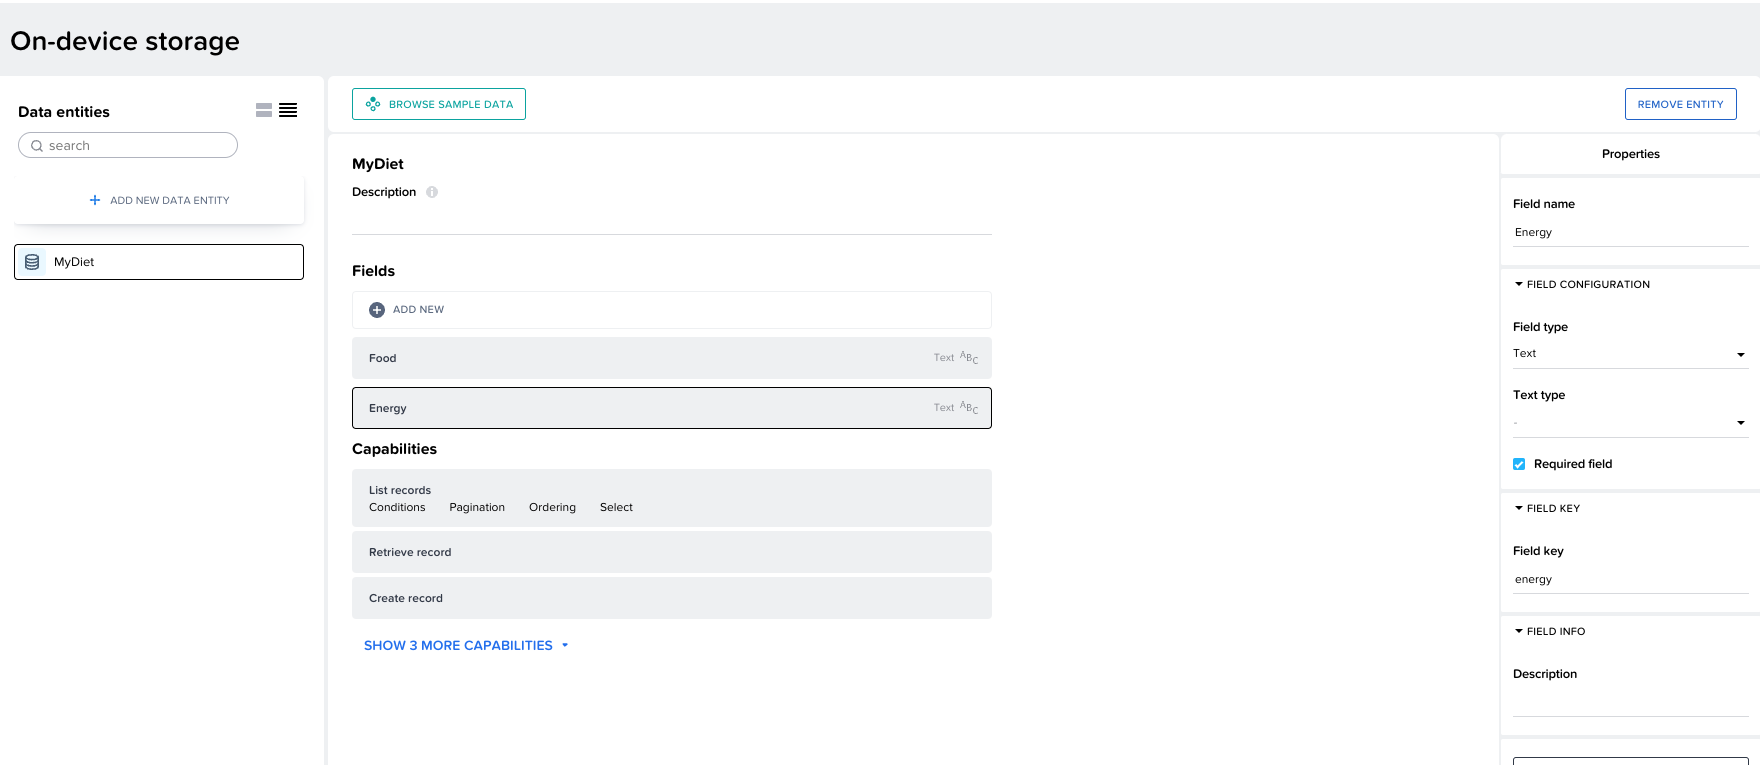 On-device storage
Data entities
search
ADD NEW DATA ENTITY
MyDiet
BROWSE SAMPLE DATA
REMOVE ENTITY
MyDiet
Description
Fields
ADD NEW
Food Text ABC
Energy Text ABC
Capabilities
List records
Conditions Pagination Ordering Select
Retrieve record
Create record
SHOW 3 MORE CAPABILITIES
Properties
Field name
Energy
FIELD CONFIGURATION
Field type
Text
Text type
-
Required field
FIELD KEY
Field key
energy
FIELD INFO
Description